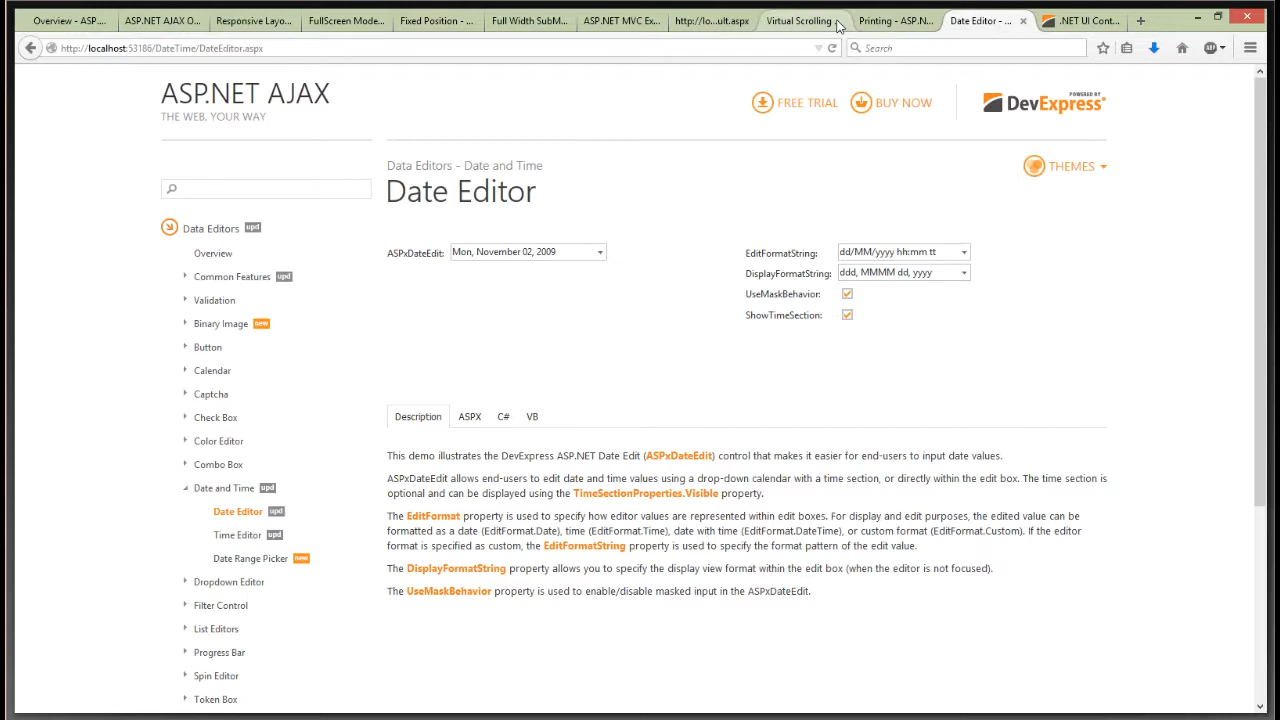 Overview - ASP....
ASP.NET AJAX O...
Responsive Layo...
FullScreen Mode...
Fixed Position - ...
Full Width SubM...
ASP.NET MVC Ex...
http://lo...ult.aspx
Virtual Scrolling
Printing - ASP.N...
Date Editor - ...
.NET UI Cont...
http://localhost:53186/DateTime/DateEditor.aspx
Search
ABP
ASP.NET AJAX
THE WEB, YOUR WAY
FREE TRIAL
BUY NOW
POWERED BY
DevExpress
Data Editors - Date and Time
Date Editor
THEMES
Data Editors upd
Overview
Common Features upd
Validation
Binary Image new
Button
Calendar
Captcha
Check Box
Color Editor
Combo Box
Date and Time upd
Date Editor upd
Time Editor upd
Date Range Picker new
Dropdown Editor
Filter Control
List Editors
Progress Bar
Spin Editor
Token Box
ASPxDateEdit: Mon, November 02, 2009
EditFormatString: dd/MM/yyyy hh:mm tt
DisplayFormatString: ddd, MMMM dd, yyyy
UseMaskBehavior:
ShowTimeSection:
Description ASPX C# VB
This demo illustrates the DevExpress ASP.NET Date Edit (ASPxDateEdit) control that makes it easier for end-users to input date values.
ASPxDateEdit allows end-users to edit date and time values using a drop-down calendar with a time section, or directly within the edit box. The time section is
optional and can be displayed using the TimeSectionProperties.Visible property.
The EditFormat property is used to specify how editor values are represented within edit boxes. For display and edit purposes, the edited value can be
formatted as a date (EditFormat.Date), time (EditFormat.Time), date with time (EditFormat.DateTime), or custom format (EditFormat.Custom). If the editor
format is specified as custom, the EditFormatString property is used to specify the format pattern of the edit value.
The DisplayFormatString property allows you to specify the display view format within the edit box (when the editor is not focused).
The UseMaskBehavior property is used to enable/disable masked input in the ASPxDateEdit.